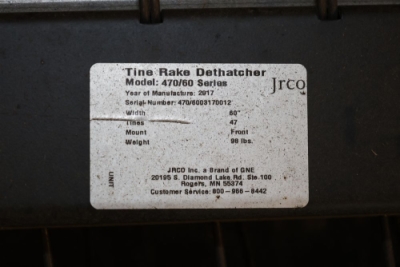 Tine Rake Dethatcher
Jrco
Model: 470/60 Series
Year of Manufacture: 2017
Serial Number: 470/6003170012
Width 60"
Tines 47
Mount Front
Weight 96 lbs.
JRCO Inc. a Brand of GNE
20195 S. Diamond Lake Rd. Ste.100
Rogers, MN 55374
Customer Service: 800-966-8442
UNIT